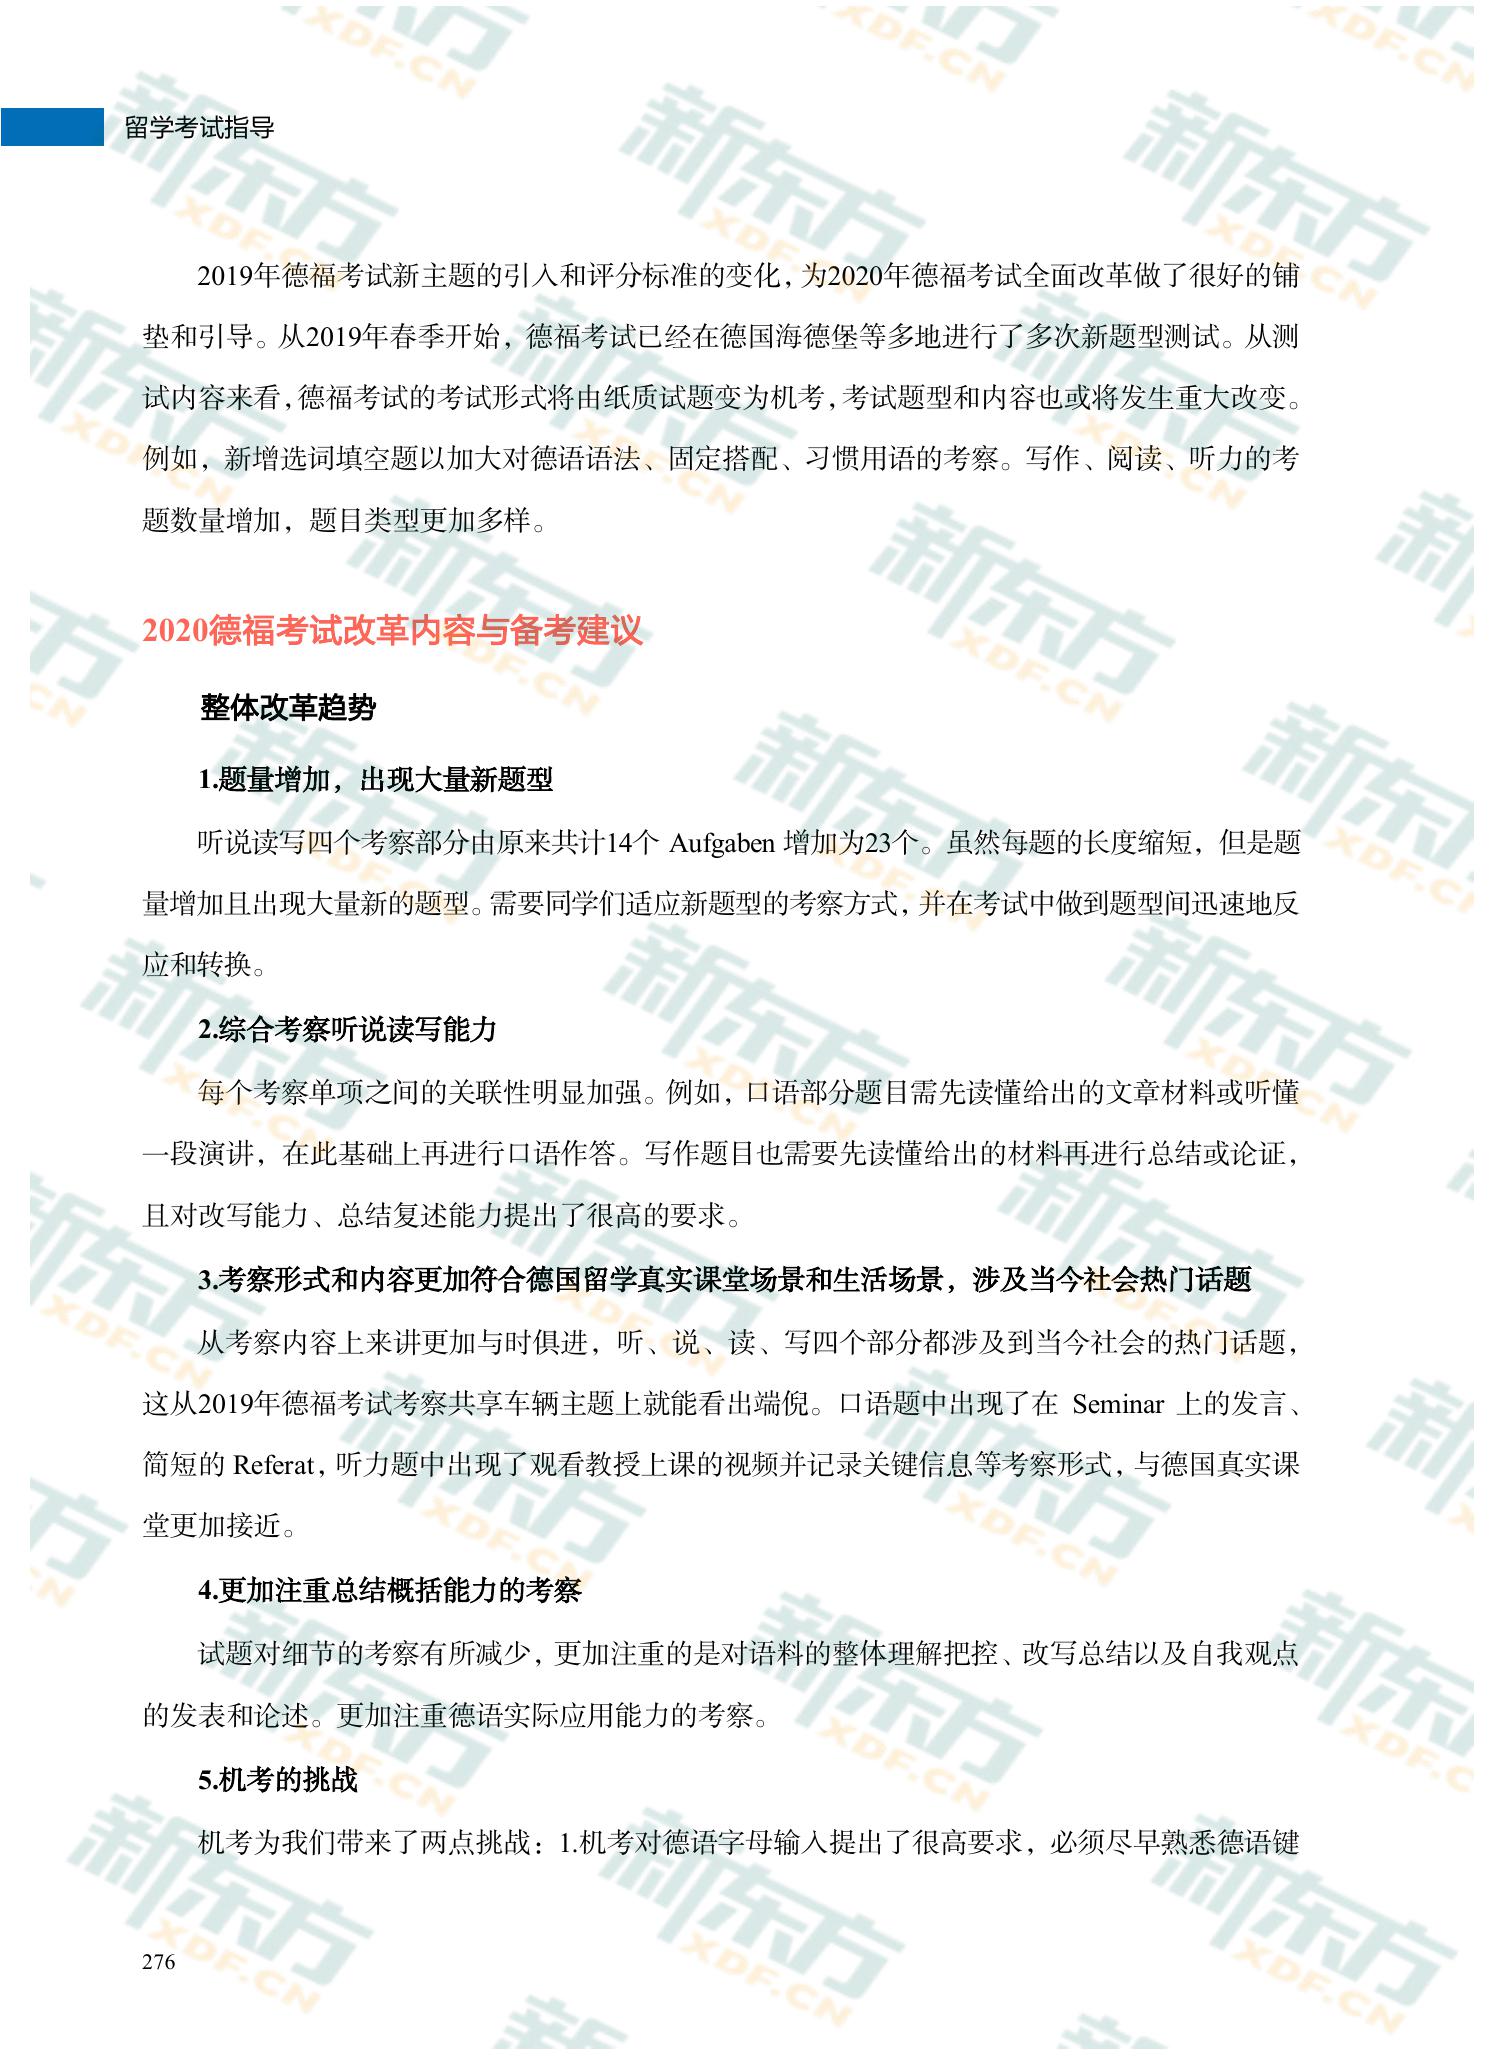 留学考试指导
2019年德福考试新主题的引入和评分标准的变化，为2020年德福考试全面改革做了很好的铺
垫和引导。从2019年春季开始，德福考试已经在德国海德堡等多地进行了多次新题型测试。从测
试内容来看，德福考试的考试形式将由纸质试题变为机考，考试题型和内容也或将发生重大改变。
例如，新增选词填空题以加大对德语语法、固定搭配、习惯用语的考察。写作、阅读、听力的考
题数量增加，题目类型更加多样。
2020德福考试改革内容与备考建议
整体改革趋势
1.题量增加，出现大量新题型
听说读写四个考察部分由原来共计14个 Aufgaben 增加为23个。虽然每题的长度缩短，但是题
量增加且出现大量新的题型。需要同学们适应新题型的考察方式，并在考试中做到题型间迅速地反
应和转换。
2.综合考察听说读写能力
每个考察单项之间的关联性明显加强。例如，口语部分题目需先读懂给出的文章材料或听懂
一段演讲，在此基础上再进行口语作答。写作题目也需要先读懂给出的材料再进行总结或论证，
且对改写能力、总结复述能力提出了很高的要求。
3.考察形式和内容更加符合德国留学真实课堂场景和生活场景，涉及当今社会热门话题
从考察内容上来讲更加与时俱进，听、说、读、写四个部分都涉及到当今社会的热门话题，
这从2019年德福考试考察共享车辆主题上就能看出端倪。口语题中出现了在 Seminar 上的发言、
简短的 Referat，听力题中出现了观看教授上课的视频并记录关键信息等考察形式，与德国真实课
堂更加接近。
4.更加注重总结概括能力的考察
试题对细节的考察有所减少，更加注重的是对语料的整体理解把控、改写总结以及自我观点
的发表和论述。更加注重德语实际应用能力的考察。
5.机考的挑战
机考为我们带来了两点挑战：1.机考对德语字母输入提出了很高要求，必须尽早熟悉德语键
276
新东方
XDF.CN